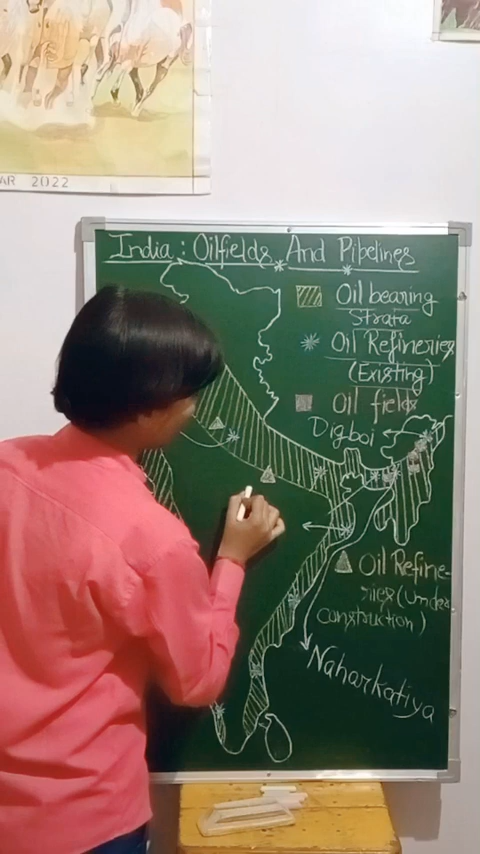 AR 2022
India : Oilfields And Pipelines
Oil bearing
Strata
Oil Refineries
(Existing)
Oil fields
Digboi
Oil Refine-
ries (Under
construction)
Naharkatiya